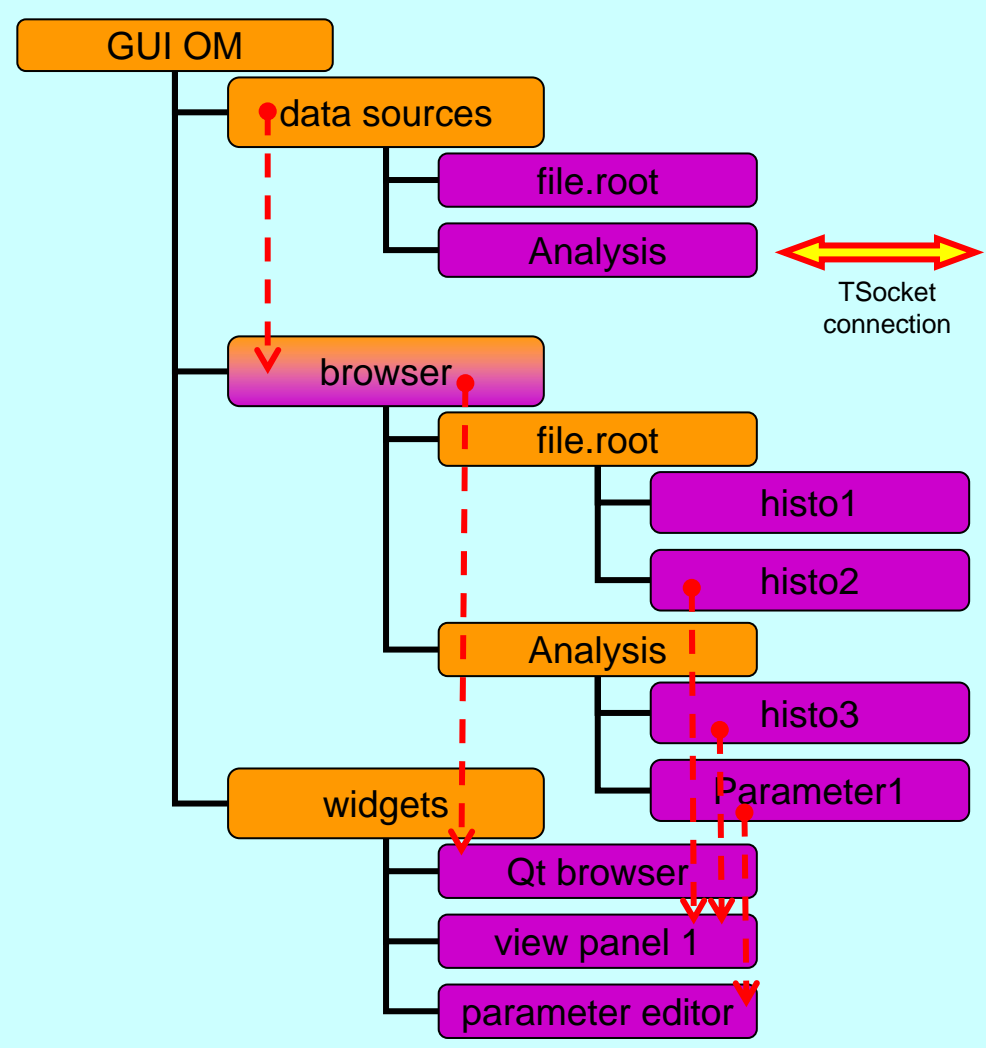 GUI OM
data sources
file.root
Analysis
TSocket
connection
browser
file.root
histo1
histo2
Analysis
histo3
Parameter1
widgets
Qt browser
view panel 1
parameter editor